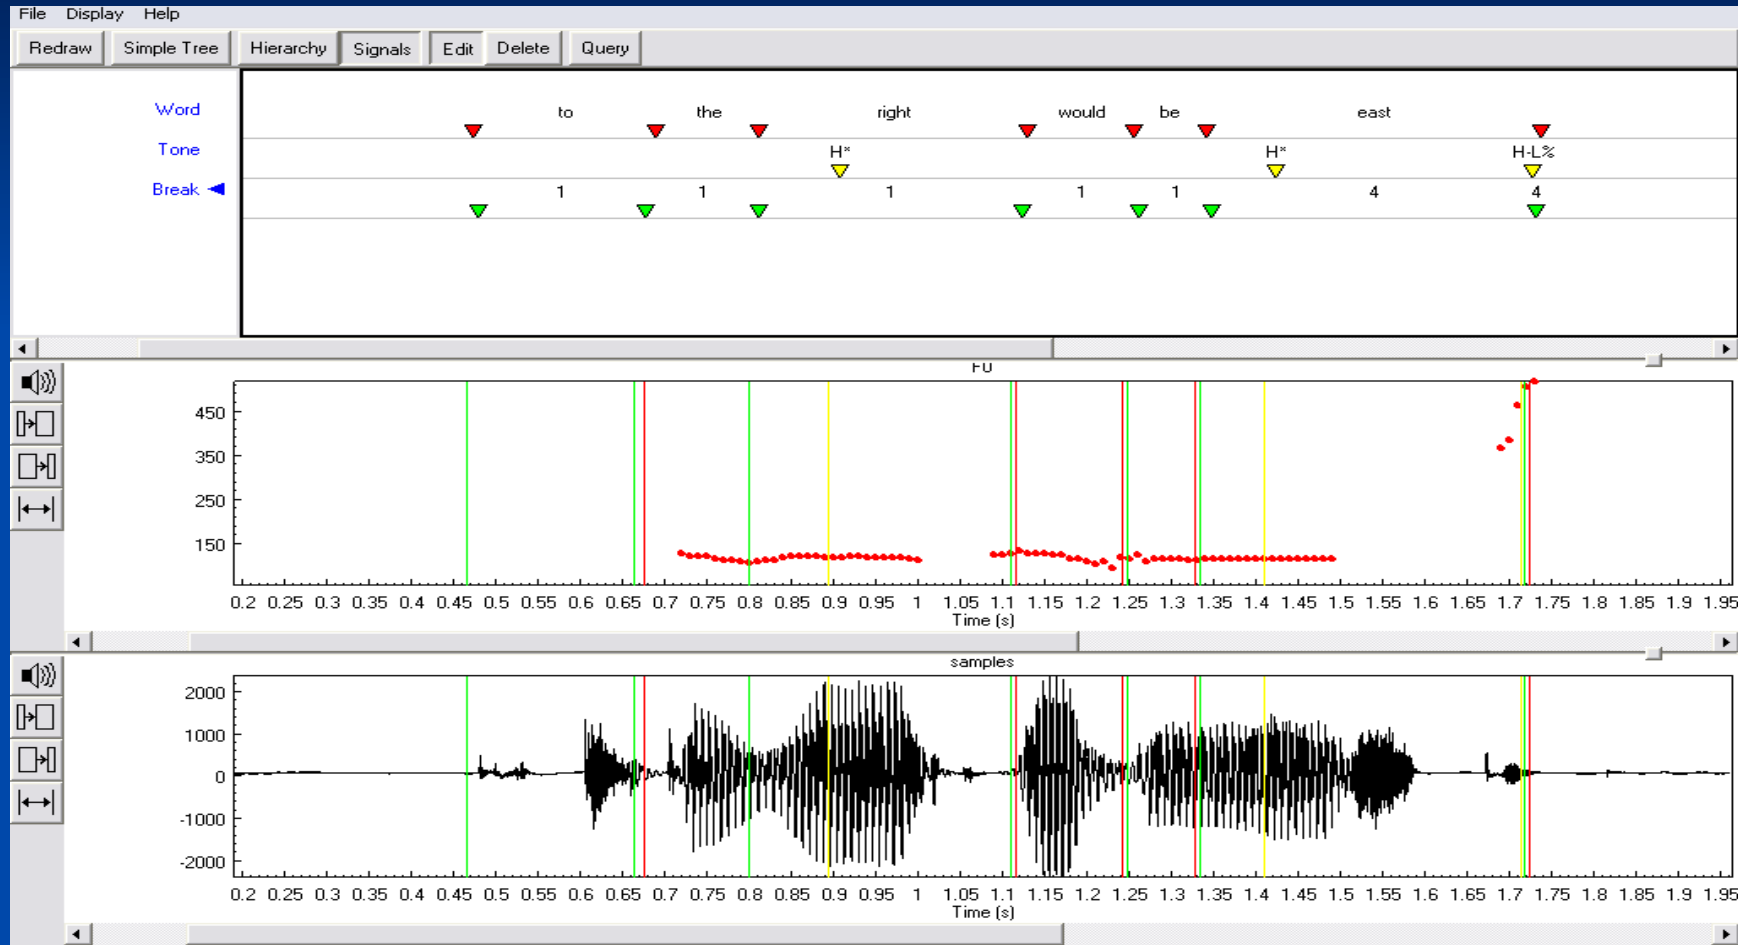 File Display Help
Redraw Simple Tree Hierarchy Signals Edit Delete Query
Word to the right would be east
Tone H* H* H-L%
Break 1 1 1 1 1 4 4
F0
450
350
250
150
0.2 0.25 0.3 0.35 0.4 0.45 0.5 0.55 0.6 0.65 0.7 0.75 0.8 0.85 0.9 0.95 1 1.05 1.1 1.15 1.2 1.25 1.3 1.35 1.4 1.45 1.5 1.55 1.6 1.65 1.7 1.75 1.8 1.85 1.9 1.95
Time (s)
samples
2000
1000
0
-1000
-2000
0.2 0.25 0.3 0.35 0.4 0.45 0.5 0.55 0.6 0.65 0.7 0.75 0.8 0.85 0.9 0.95 1 1.05 1.1 1.15 1.2 1.25 1.3 1.35 1.4 1.45 1.5 1.55 1.6 1.65 1.7 1.75 1.8 1.85 1.9 1.95
Time (s)